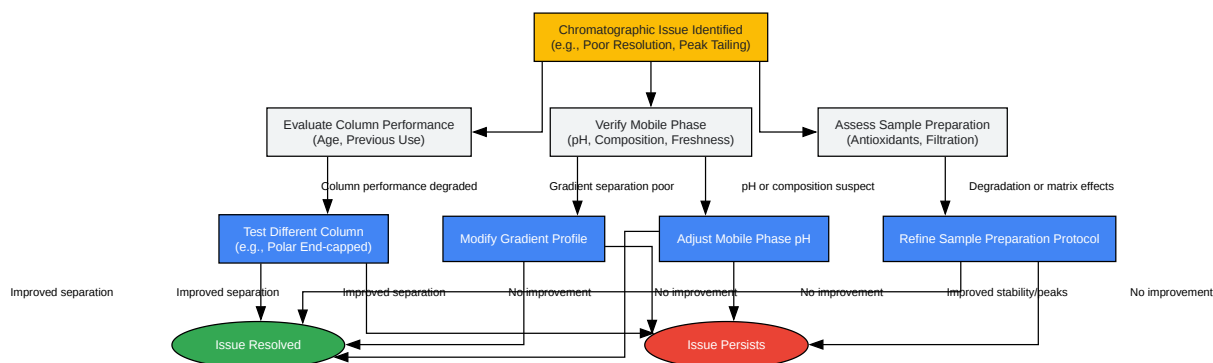 Chromatographic Issue Identified
(e.g., Poor Resolution, Peak Tailing)
Evaluate Column Performance
(Age, Previous Use)
Verify Mobile Phase
(pH, Composition, Freshness)
Assess Sample Preparation
(Antioxidants, Filtration)
Column performance degraded
Gradient separation poor
pH or composition suspect
Degradation or matrix effects
Test Different Column
(e.g., Polar End-capped)
Modify Gradient Profile
Adjust Mobile Phase pH
Refine Sample Preparation Protocol
Improved separation
Improved separation
Improved separation
No improvement
No improvement
No improvement
Improved stability/peaks
No improvement
Issue Resolved
Issue Persists